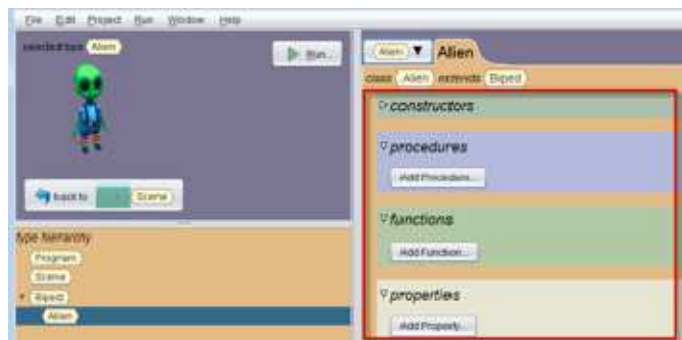 File Edit Project Run Window Help
selected type Alien
Run...
back to Scene
type hierarchy
Program
Scene
Biped
Alien
Alien Alien
class Alien extends Biped
constructors
procedures
Add Procedure...
functions
Add Function...
properties
Add Property...